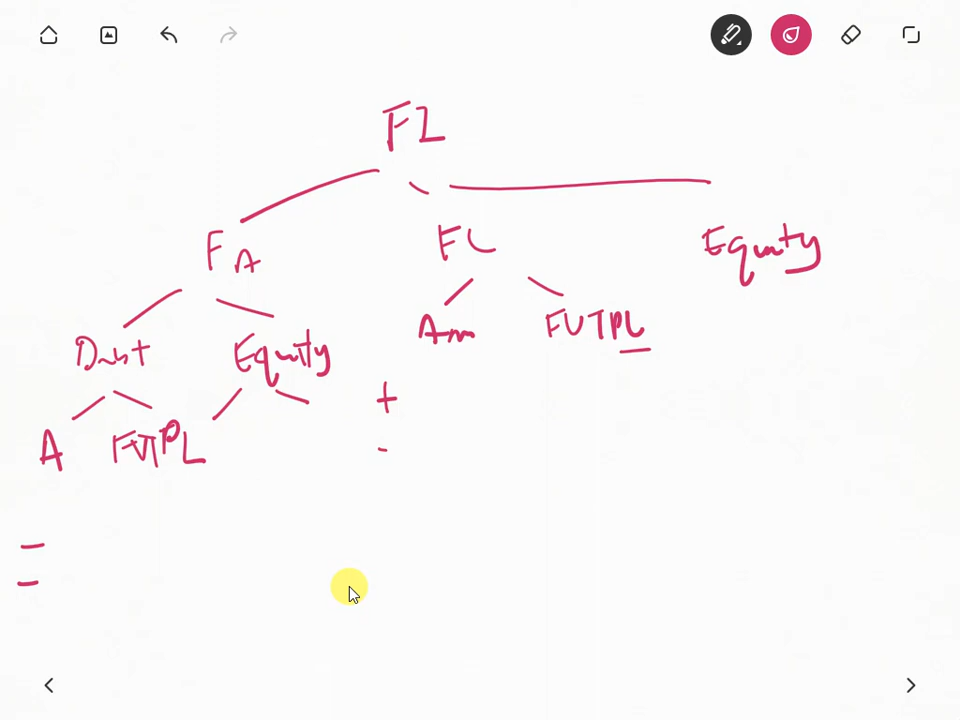 FI
FA FL Equity
Debt Equity Am FVTPL
+
A FVTPL
-